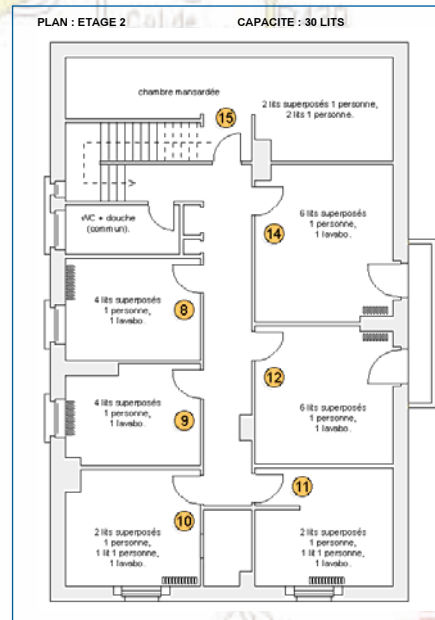 PLAN : ETAGE 2
CAPACITE : 30 LITS
chambre mansardée
2 lits superposés 1 personne,
2 lits 1 personne.
15
WC + douche
(commun).
6 lits superposés
1 personne,
1 lavabo.
14
4 lits superposés
1 personne,
1 lavabo.
8
12
4 lits superposés
1 personne,
1 lavabo.
9
6 lits superposés
1 personne,
1 lavabo.
11
10
2 lits superposés
1 personne,
1 lit 1 personne,
1 lavabo.
2 lits superposés
1 personne,
1 lit 1 personne,
1 lavabo.